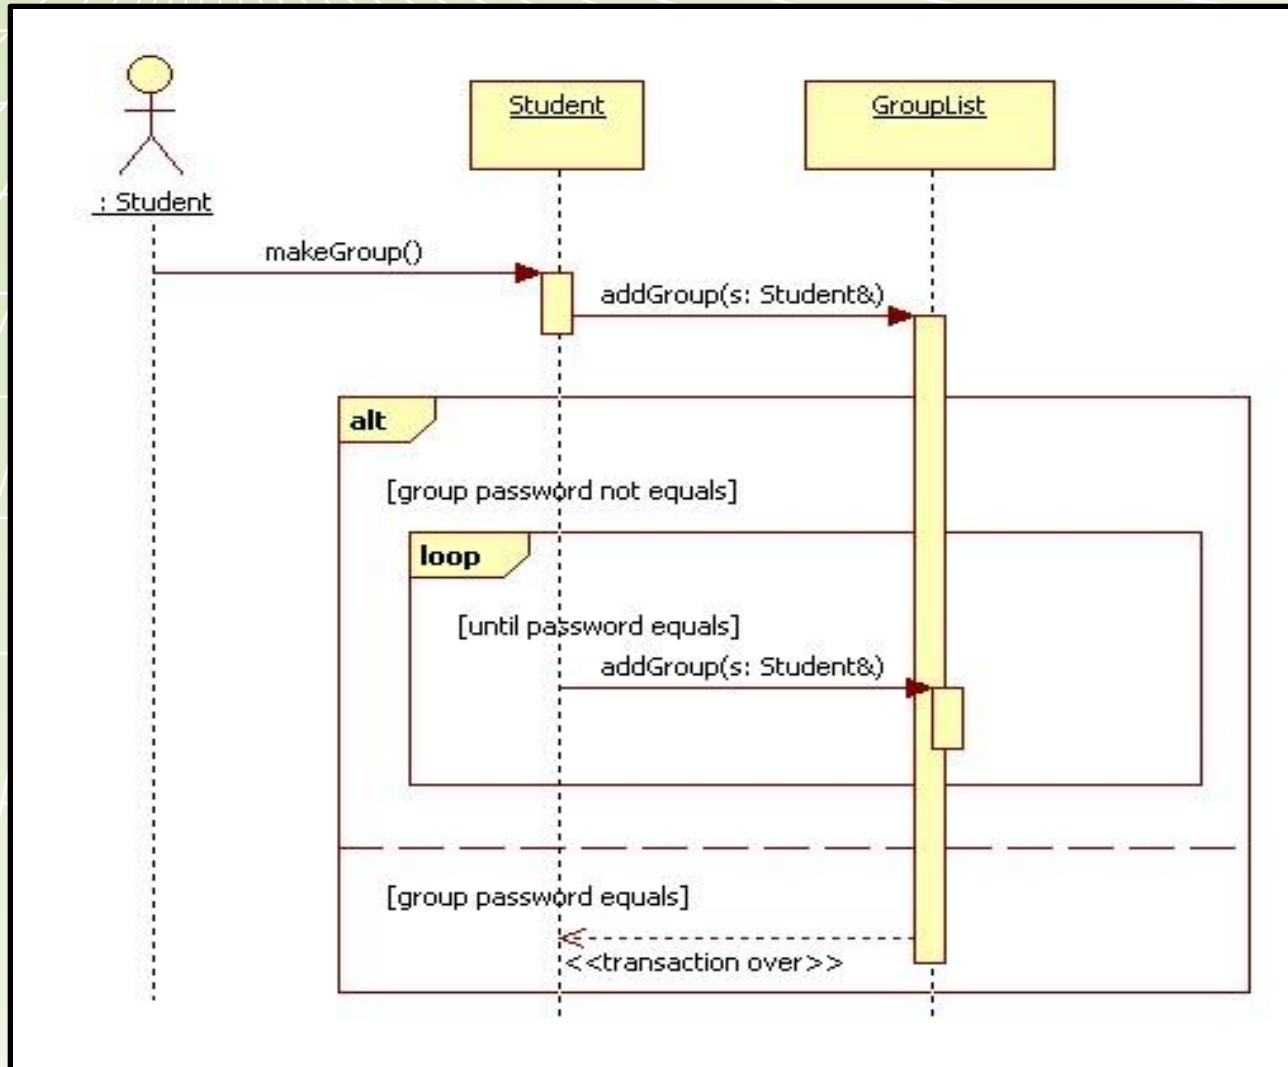 Student
GroupList
: Student
makeGroup()
addGroup(s: Student&)
alt
[group password not equals]
loop
[until password equals]
addGroup(s: Student&)
[group password equals]
<<transaction over>>